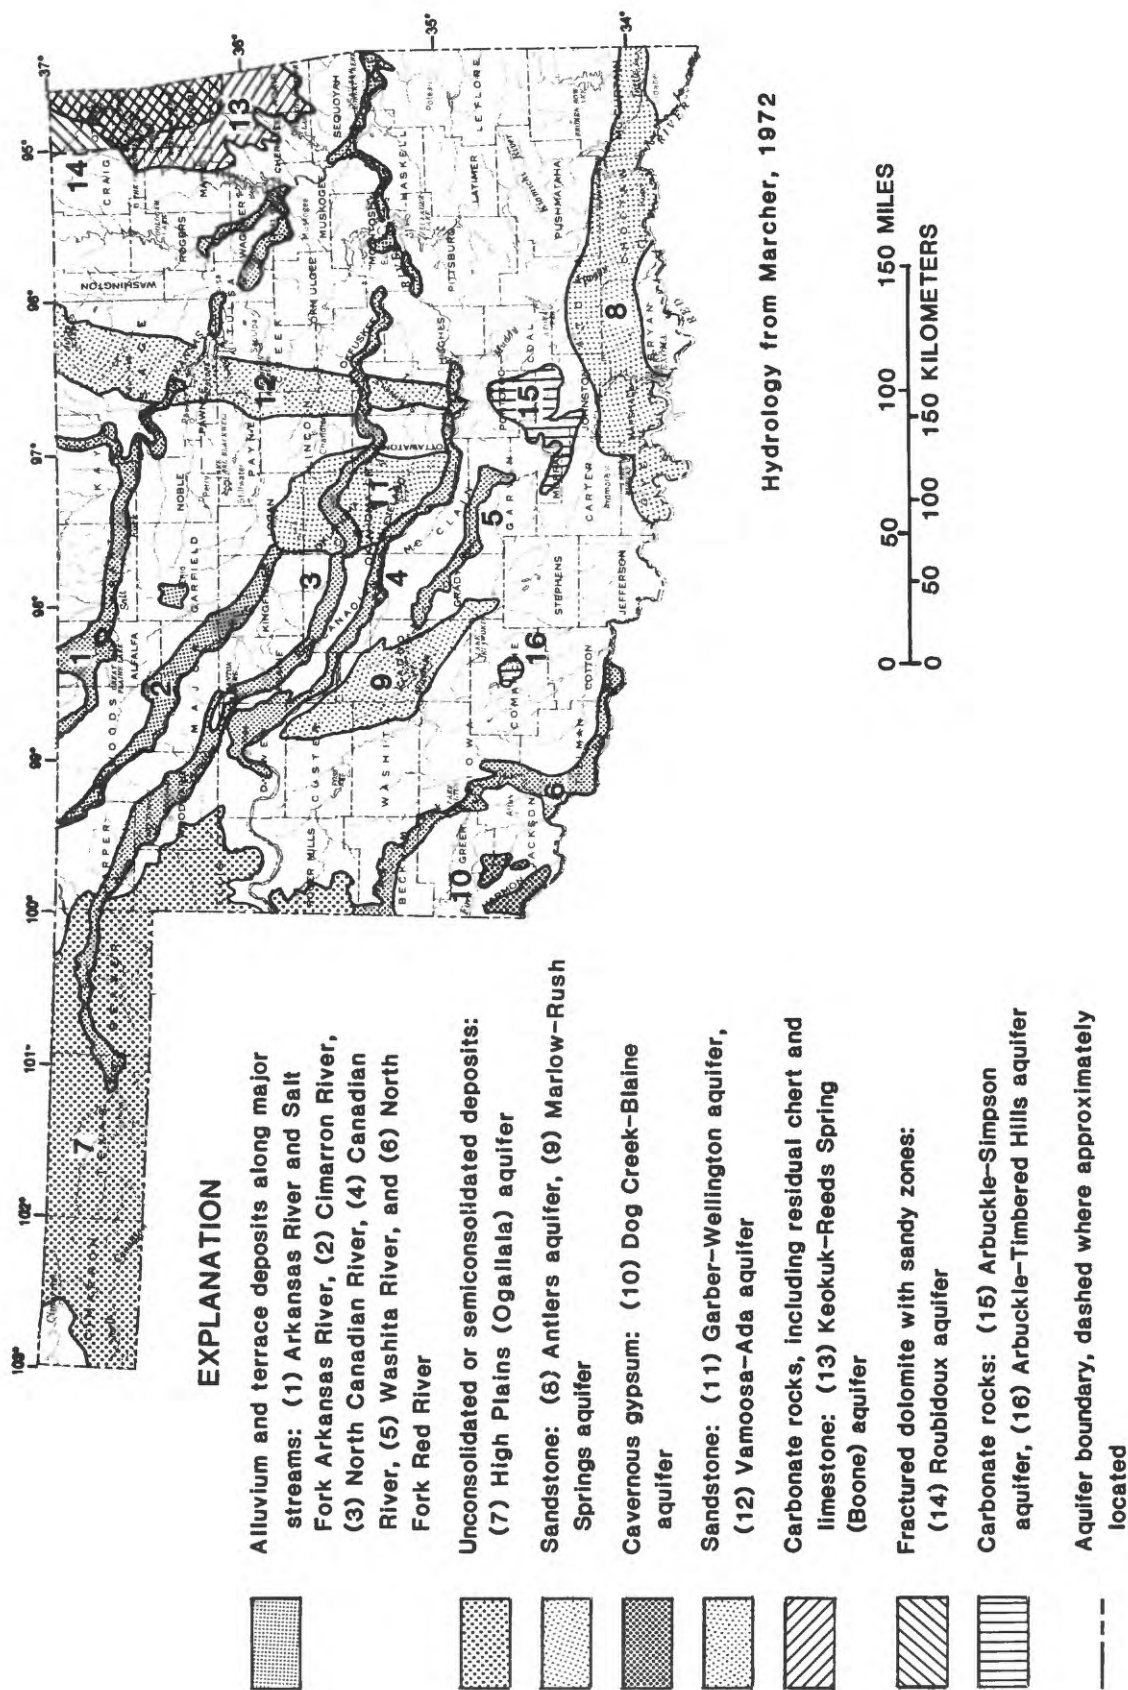 103°
102°
101°
100°
99°
98°
97°
96°
95°
37°
36°
35°
34°
CIMARRON
TEXAS
BEAVER
WOODS
ALFALFA
KAY
WASHINGTON
CRAIG
ROGERS
NOBLE
GARFIELD
PAYNE
TULSA
MUSKOGEE
SEQUOYAH
OKMULGEE
HASKELL
LE FLORE
LATIMER
PITTSBURG
PUSHMATAHA
CUSTER
WASHITA
GRADY
STEPHENS
JEFFERSON
CARTER
COTTON
BRYAN
RED
RIVER
1
2
3
4
5
6
7
8
9
10
11
12
13
14
15
16
EXPLANATION
Alluvium and terrace deposits along major
streams: (1) Arkansas River and Salt
Fork Arkansas River, (2) Cimarron River,
(3) North Canadian River, (4) Canadian
River, (5) Washita River, and (6) North
Fork Red River
Unconsolidated or semiconsolidated deposits:
(7) High Plains (Ogallala) aquifer
Sandstone: (8) Antlers aquifer, (9) Marlow-Rush
Springs aquifer
Cavernous gypsum: (10) Dog Creek-Blaine
aquifer
Sandstone: (11) Garber-Wellington aquifer,
(12) Vamoosa-Ada aquifer
Carbonate rocks, including residual chert and
limestone: (13) Keokuk-Reeds Spring
(Boone) aquifer
Fractured dolomite with sandy zones:
(14) Roubidoux aquifer
Carbonate rocks: (15) Arbuckle-Simpson
aquifer, (16) Arbuckle-Timbered Hills aquifer
Aquifer boundary, dashed where approximately
located
Hydrology from Marcher, 1972
0 50 100 150 MILES
0 50 100 150 KILOMETERS